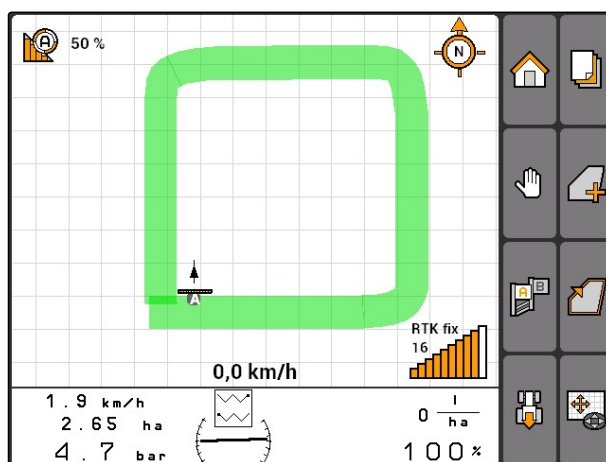 A
50 %
N
A
RTK fix
16
0,0 km/h
1.9 km/h
2.65 ha
4.7 bar
0 l
ha
100%
A B